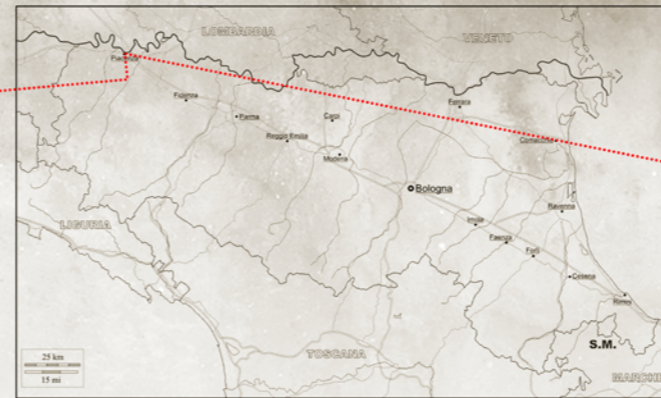 LOMBARDIA
VENETO
Piacenza
Fidenza
Parma
Carpi
Ferrara
Reggio Emilia
Modena
Comacchio
Bologna
Ravenna
LIGURIA
Imola
Faenza
Forlì
Cesena
Rimini
S.M.
25 km
15 mi
TOSCANA
MARCHE